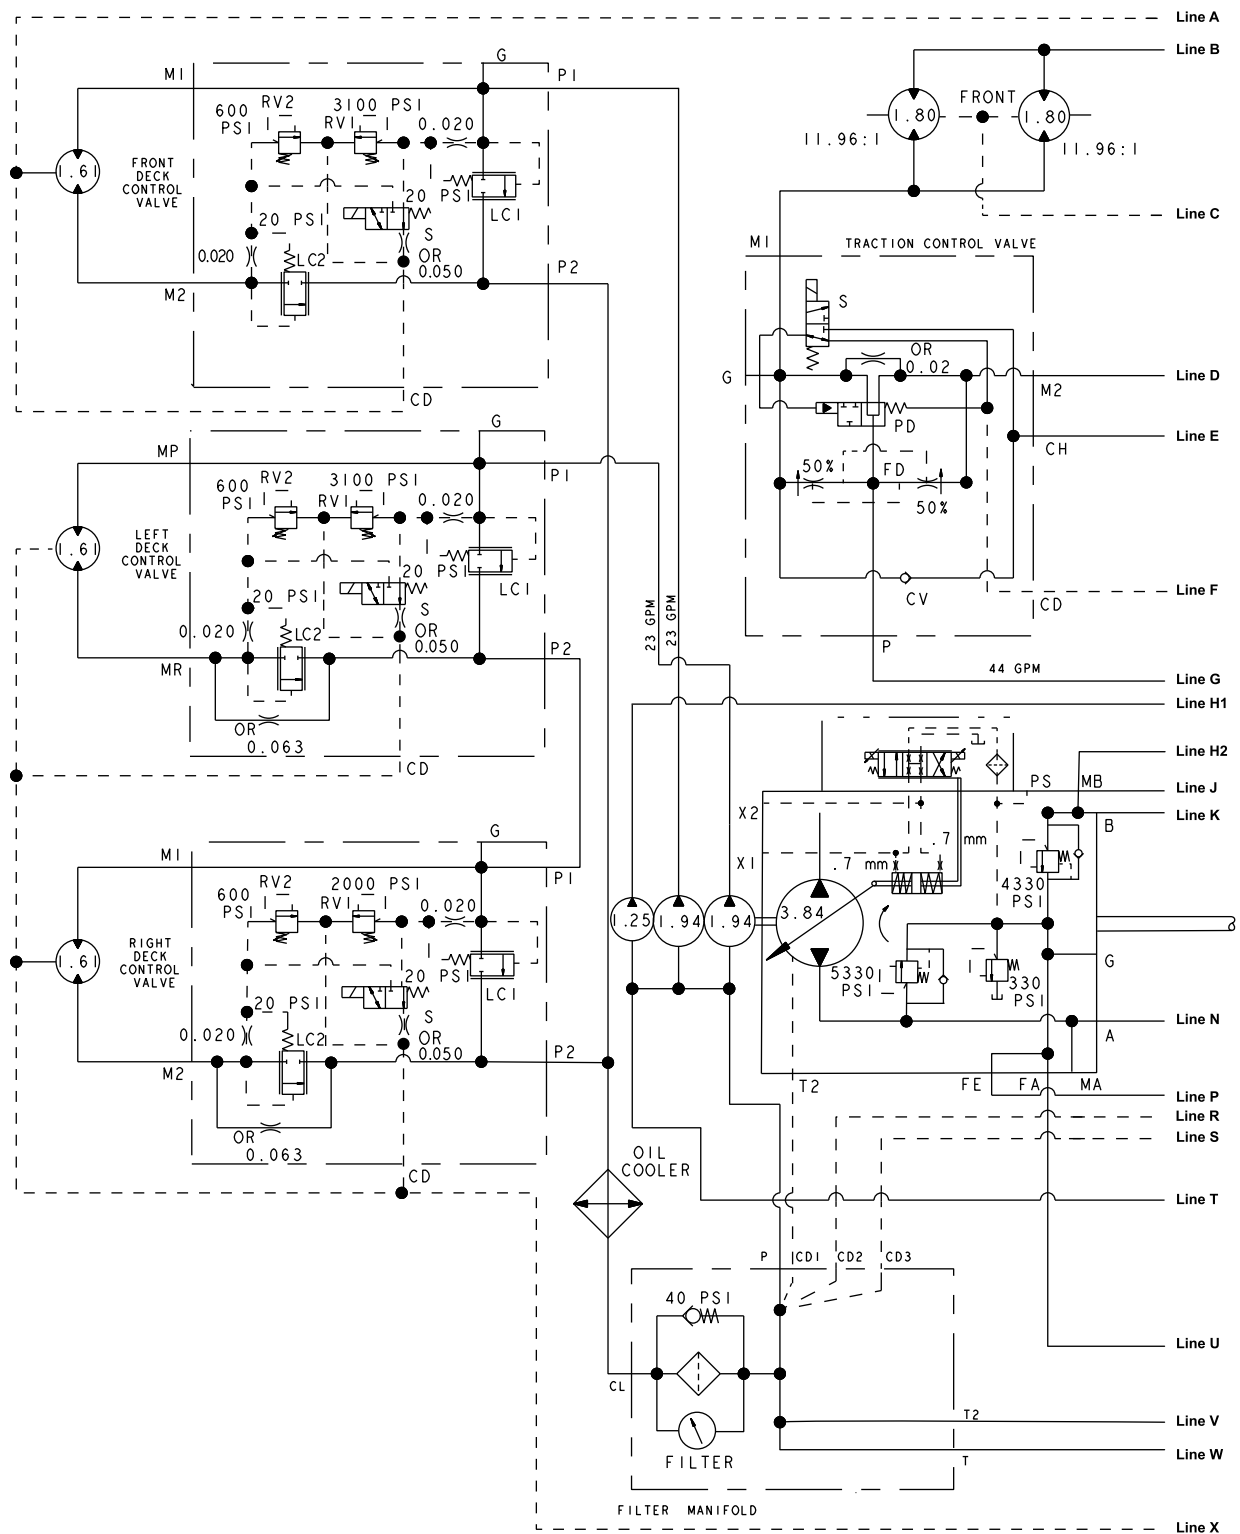 Line A
Line B
G
M1
P1
600
PSI
RV2
3100 PSI
RV1
0.020
FRONT
1.80
1.80
11.96:1
11.96:1
1.61
FRONT
DECK
CONTROL
VALVE
20
PSI
LC1
Line C
20 PSI
S
OR
0.050
0.020
LC2
M2
P2
M1
TRACTION CONTROL VALVE
S
OR
0.02
G
M2
Line D
CD
PD
MP
G
P1
CH
Line E
600
PSI
RV2
3100 PSI
RV1
0.020
50%
FD
50%
1.61
LEFT
DECK
CONTROL
VALVE
20
PSI
LC1
CV
CD
Line F
20 PSI
S
OR
0.050
0.020
LC2
MR
P2
23 GPM
23 GPM
P
44 GPM
Line G
Line H1
OR
0.063
CD
Line H2
PS
MB
Line J
X2
B
Line K
.7 mm
X1
.7 mm
G
M1
P1
600
PSI
RV2
2000 PSI
RV1
0.020
4330
PSI
1.25
1.94
1.94
3.84
1.61
RIGHT
DECK
CONTROL
VALVE
20
PSI
LC1
5330
PSI
330
PSI
G
20 PSI
S
OR
0.050
0.020
LC2
M2
P2
Line N
A
T2
FE
FA
MA
Line P
Line R
Line S
OR
0.063
CD
OIL
COOLER
Line T
P
CD1
CD2
CD3
40 PSI
Line U
CL
FILTER
T2
Line V
T
Line W
FILTER MANIFOLD
Line X